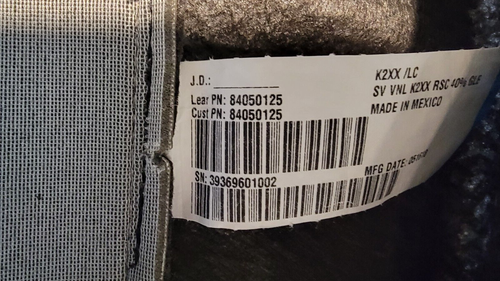 J.D.:
Lear PN: 84050125
Cust PN: 84050125
SN: 39369601002
K2XX /LC
SV VNL K2XX RSC 40%
MADE IN MEXICO
MFG DATE: